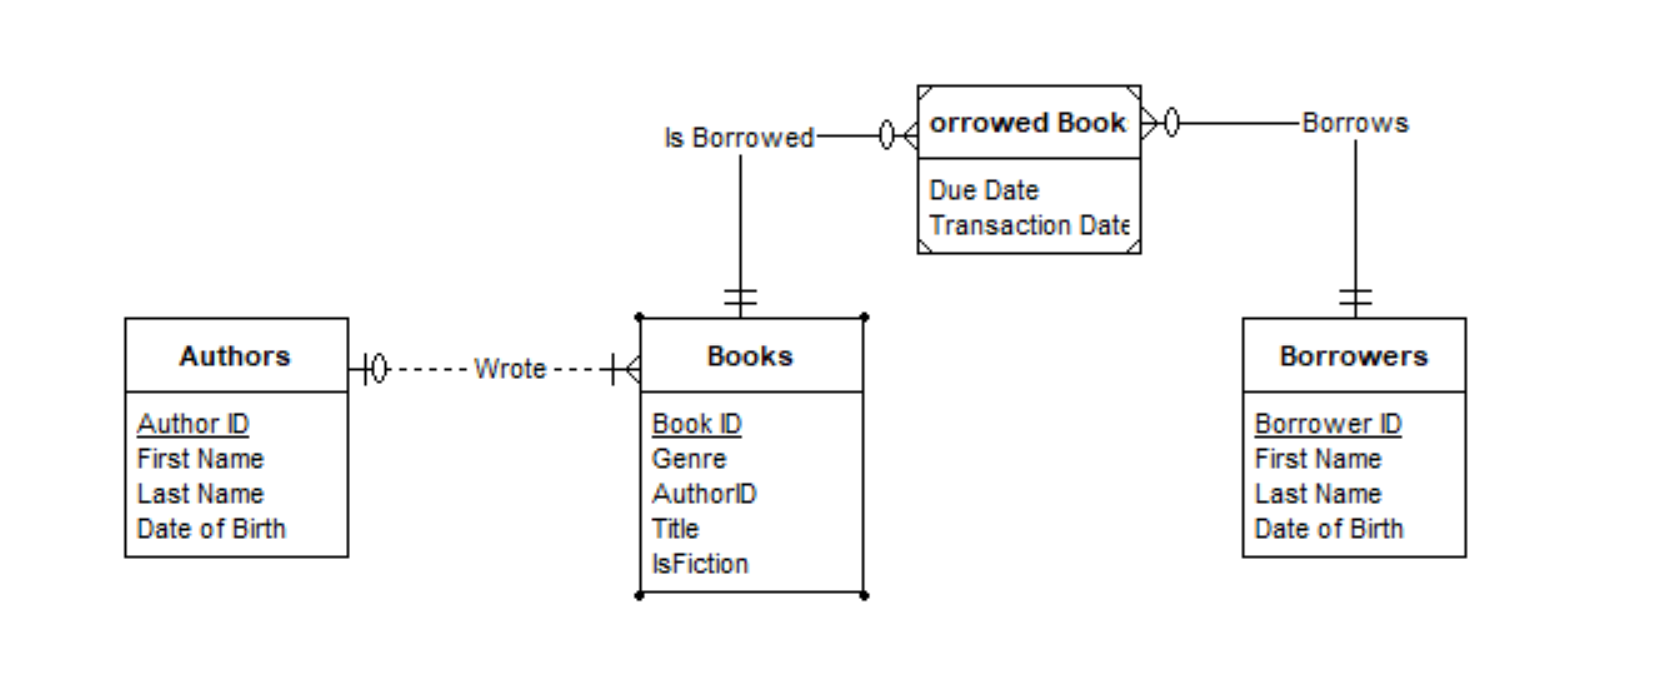 orrowed Book
Due Date
Transaction Date
Is Borrowed
Borrows
Authors
Author ID
First Name
Last Name
Date of Birth
Wrote
Books
Book ID
Genre
AuthorID
Title
IsFiction
Borrowers
Borrower ID
First Name
Last Name
Date of Birth